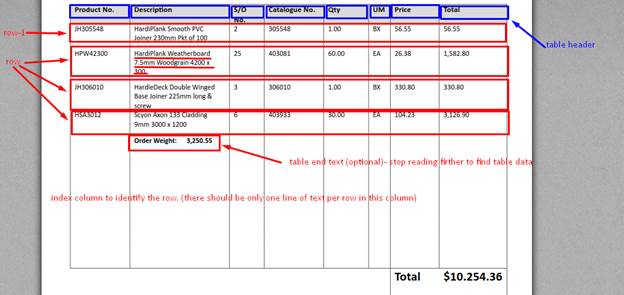 Product No. Description S/O No. Catalogue No. Qty UM Price Total
row-1
JH305548 HardiPlank Smooth PVC Joiner 230mm Pkt of 100 2 305548 1.00 BX 56.55 56.55
table header
row
HPW42300 HardiPlank Weatherboard 7.5mm Woodgrain 4200 x 300 25 403081 60.00 EA 26.38 1,582.80
JH306010 HardieDeck Double Winged Base Joiner 225mm long & screw 3 306010 1.00 BX 330.80 330.80
HSA3012 Scyon Axon 133 Cladding 9mm 3000 x 1200 6 403933 30.00 EA 104.23 3,126.90
Order Weight: 3,250.55
table end text (optional)- stop reading firther to find table data
index column to identify the row. (there should be only one line of text per row in this column)
Total $10.254.36